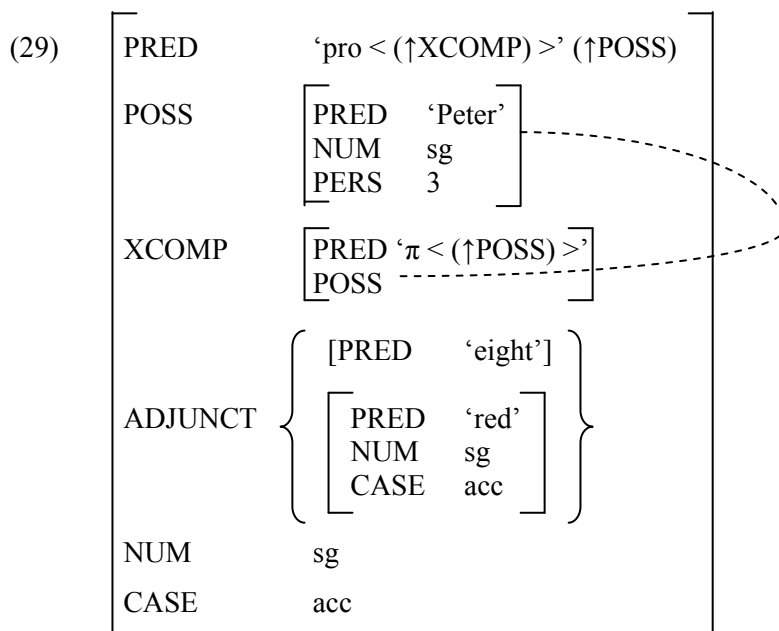 (29) PRED ‘pro < (↑XCOMP) >’ (↑POSS)
POSS PRED ‘Peter’
NUM sg
PERS 3
XCOMP PRED ‘π < (↑POSS) >’
POSS
[PRED ‘eight’]
ADJUNCT PRED ‘red’
NUM sg
CASE acc
NUM sg
CASE acc